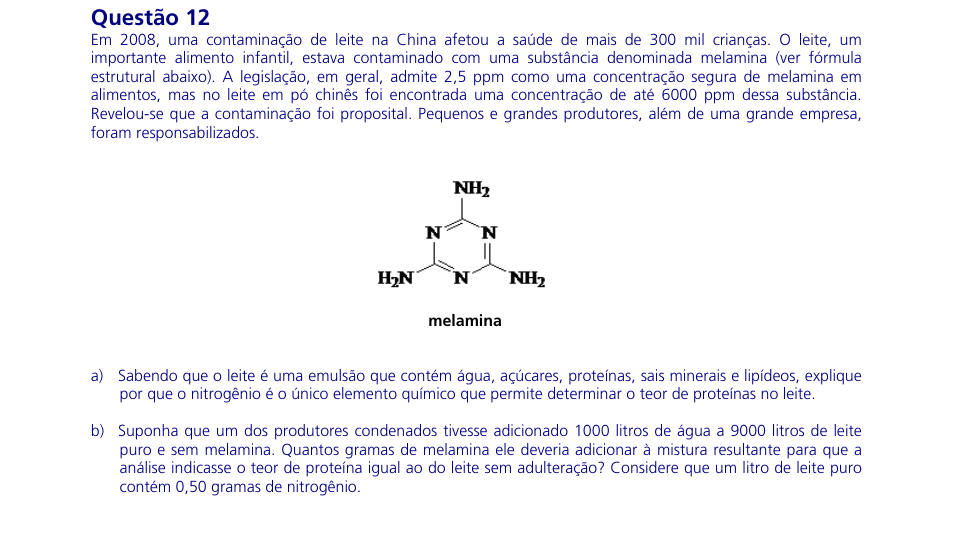 Questão 12
Em 2008, uma contaminação de leite na China afetou a saúde de mais de 300 mil crianças. O leite, um
importante alimento infantil, estava contaminado com uma substância denominada melamina (ver fórmula
estrutural abaixo). A legislação, em geral, admite 2,5 ppm como uma concentração segura de melamina em
alimentos, mas no leite em pó chinês foi encontrada uma concentração de até 6000 ppm dessa substância.
Revelou-se que a contaminação foi proposital. Pequenos e grandes produtores, além de uma grande empresa,
foram responsabilizados.
NH2
N N
H2N N NH2
melamina
a) Sabendo que o leite é uma emulsão que contém água, açúcares, proteínas, sais minerais e lipídeos, explique
por que o nitrogênio é o único elemento químico que permite determinar o teor de proteínas no leite.
b) Suponha que um dos produtores condenados tivesse adicionado 1000 litros de água a 9000 litros de leite
puro e sem melamina. Quantos gramas de melamina ele deveria adicionar à mistura resultante para que a
análise indicasse o teor de proteína igual ao do leite sem adulteração? Considere que um litro de leite puro
contém 0,50 gramas de nitrogênio.